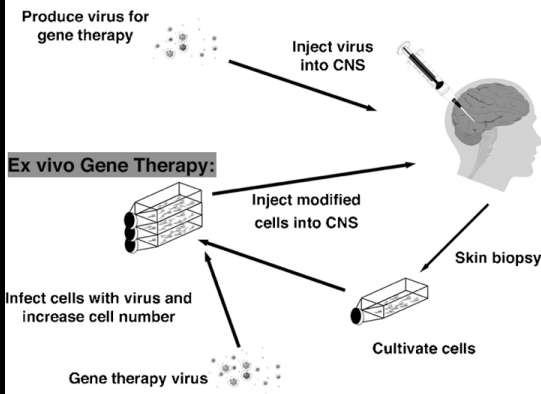 Produce virus for
gene therapy
Inject virus
into CNS
Ex vivo Gene Therapy:
Inject modified
cells into CNS
Skin biopsy
Infect cells with virus and
increase cell number
Cultivate cells
Gene therapy virus